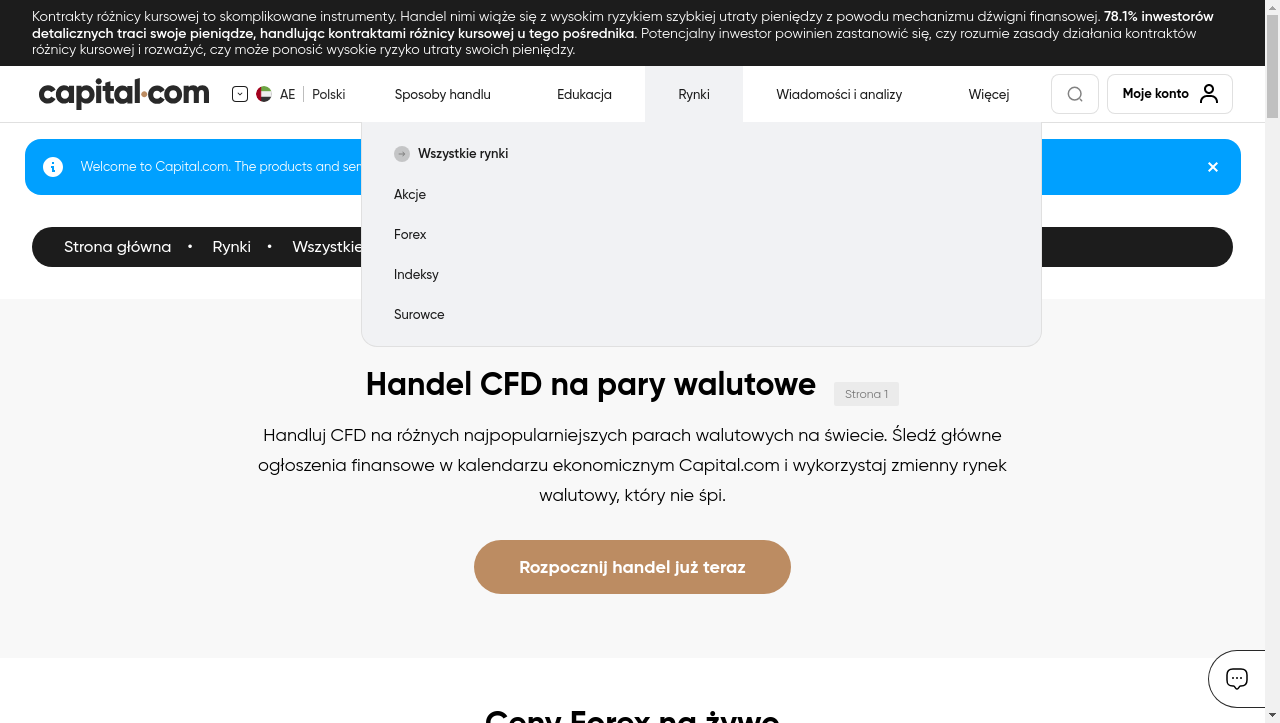 Kontrakty różnicy kursowej to skomplikowane instrumenty. Handel nimi wiąże się z wysokim ryzykiem szybkiej utraty pieniędzy z powodu mechanizmu dźwigni finansowej. 78.1% inwestorów
detalicznych traci swoje pieniądze, handlując kontraktami różnicy kursowej u tego pośrednika. Potencjalny inwestor powinien zastanowić się, czy rozumie zasady działania kontraktów
różnicy kursowej i rozważyć, czy może ponosić wysokie ryzyko utraty swoich pieniędzy.
capital.com AE Polski Sposoby handlu Edukacja Rynki Wiadomości i analizy Więcej Moje konto
Wszystkie rynki
Welcome to Capital.com. The products and
Akcje
Forex
Strona główna • Rynki • Wszystkie
Indeksy
Surowce
Handel CFD na pary walutowe Strona 1
Handluj CFD na różnych najpopularniejszych parach walutowych na świecie. Śledź główne
ogłoszenia finansowe w kalendarzu ekonomicznym Capital.com i wykorzystaj zmienny rynek
walutowy, który nie śpi.
Rozpocznij handel już teraz
Ceny Forex na żywo